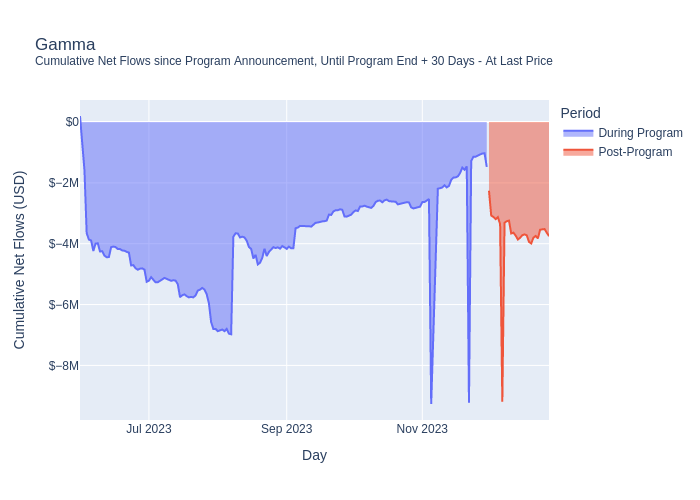 Gamma
Cumulative Net Flows since Program Announcement, Until Program End + 30 Days - At Last Price
Period
During Program
Post-Program
Cumulative Net Flows (USD)
$0
$−2M
$−4M
$−6M
$−8M
Jul 2023
Sep 2023
Nov 2023
Day